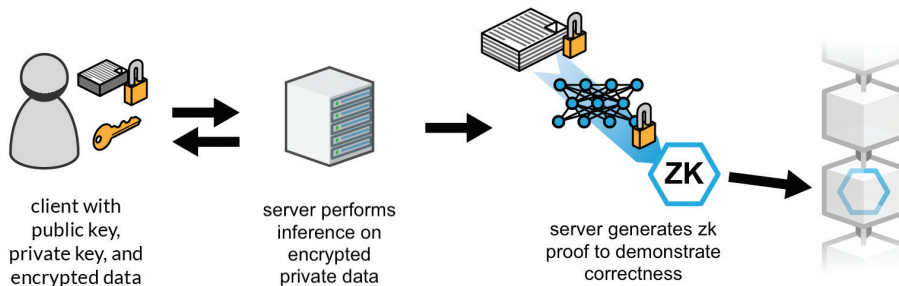 ZK
client with
public key,
private key, and
encrypted data
server performs
inference on
encrypted
private data
server generates zk
proof to demonstrate
correctness